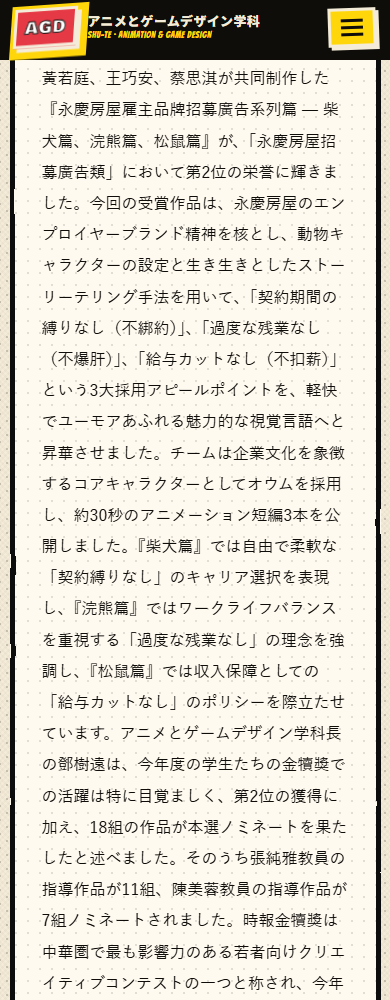 AGD
アニメとゲームデザイン学科
SHU-TE・ANIMATION & GAME DESIGN
黃若庭、王巧安、蔡思淇が共同制作した
『永慶房屋雇主品牌招募廣告系列篇 — 柴
犬篇、浣熊篇、松鼠篇』が、「永慶房屋招
募廣告類」において第2位の栄誉に輝きま
した。今回の受賞作品は、永慶房屋のエン
プロイヤーブランド精神を核とし、動物キ
ャラクターの設定と生き生きとしたストー
リーテリング手法を用いて、「契約期間の
縛りなし（不綁約）」、「過度な残業なし
（不爆肝）」、「給与カットなし（不扣薪）」
という3大採用アピールポイントを、軽快
でユーモアあふれる魅力的な視覚言語へと
昇華させました。チームは企業文化を象徴
するコアキャラクターとしてオウムを採用
し、約30秒のアニメーション短編3本を公
開しました。『柴犬篇』では自由で柔軟な
「契約縛りなし」のキャリア選択を表現
し、『浣熊篇』ではワークライフバランス
を重視する「過度な残業なし」の理念を強
調し、『松鼠篇』では収入保障としての
「給与カットなし」のポリシーを際立たせ
ています。アニメとゲームデザイン学科長
の鄧樹遠は、今年度の学生たちの金犢獎で
の活躍は特に目覚ましく、第2位の獲得に
加え、18組の作品が本選ノミネートを果た
したと述べました。そのうち張純雅教員の
指導作品が11組、陳美蓉教員の指導作品が
7組ノミネートされました。時報金犢獎は
中華圏で最も影響力のある若者向けクリエ
イティブコンテストの一つと称され、今年